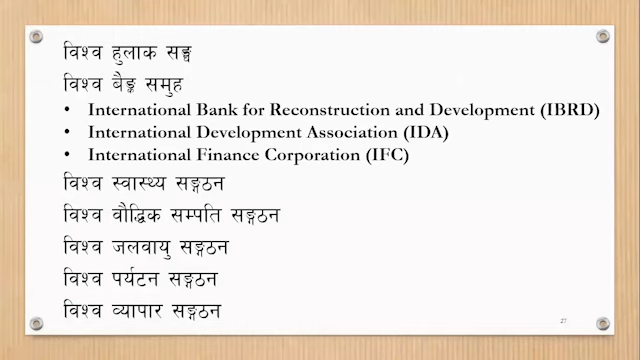 विश्व हुलाक सङ्घ
विश्व बैङ्क समुह
• International Bank for Reconstruction and Development (IBRD)
• International Development Association (IDA)
• International Finance Corporation (IFC)
विश्व स्वास्थ्य सङ्गठन
विश्व वौद्धिक सम्पति सङ्गठन
विश्व जलवायु सङ्गठन
विश्व पर्यटन सङ्गठन
विश्व व्यापार सङ्गठन
27